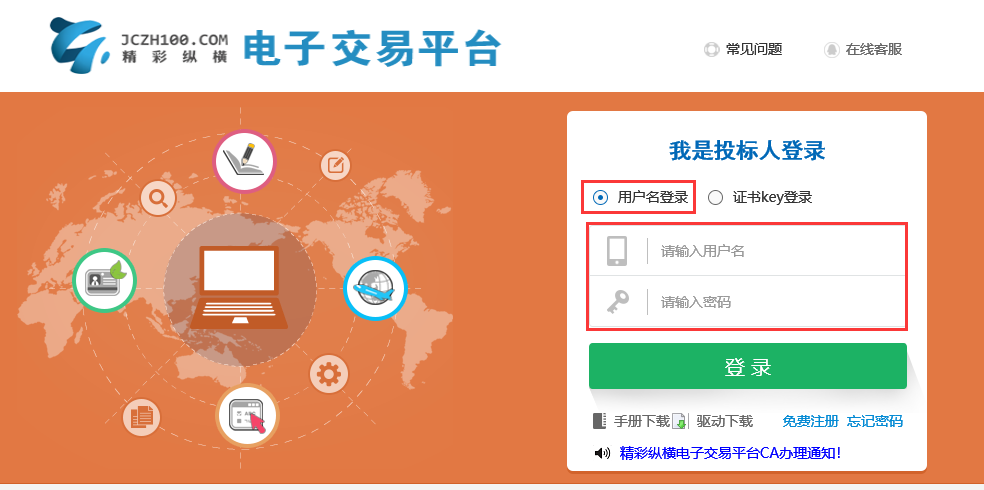 JCZH100.COM
精彩纵横
电子交易平台
常见问题
在线客服
我是投标人登录
用户名登录
证书key登录
请输入用户名
请输入密码
登录
手册下载
驱动下载
免费注册
忘记密码
精彩纵横电子交易平台CA办理通知!